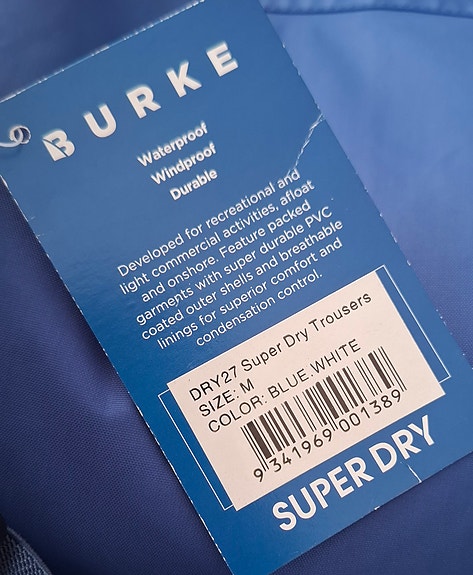 BURKE
Waterproof
Windproof
Durable
Developed for recreational and
light commercial activities, afloat
and onshore. Feature packed
garments with super durable PVC
coated outer shells and breathable
linings for superior comfort and
condensation control.
DRY27 Super Dry Trousers
SIZE: M
COLOR: BLUE.WHITE
9 341969 001389
SUPER DRY